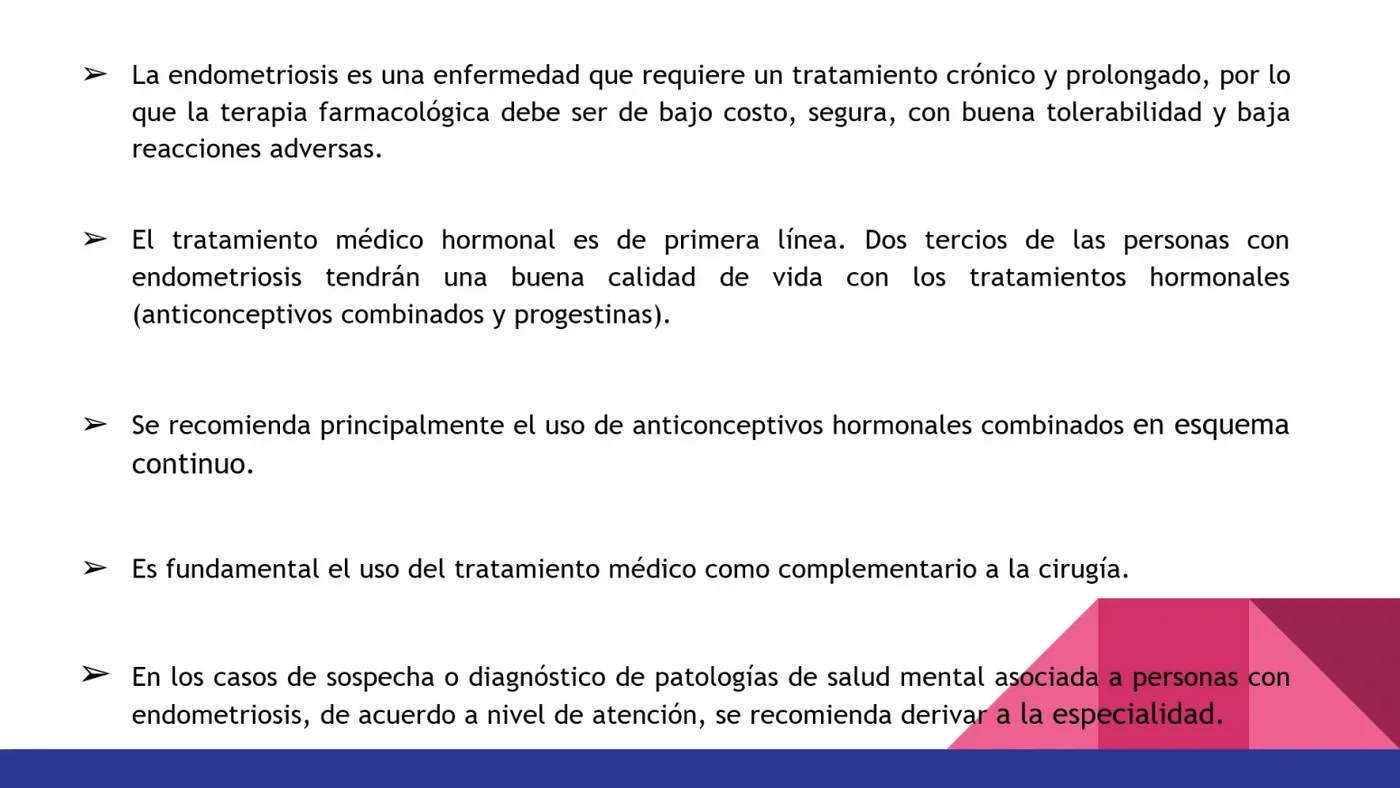 ➢ La endometriosis es una enfermedad que requiere un tratamiento crónico y prolongado, por lo
que la terapia farmacológica debe ser de bajo costo, segura, con buena tolerabilidad y baja
reacciones adversas.
➢ El tratamiento médico hormonal es de primera línea. Dos tercios de las personas con
endometriosis tendrán una buena calidad de vida con los tratamientos hormonales
(anticonceptivos combinados y progestinas).
➢ Se recomienda principalmente el uso de anticonceptivos hormonales combinados en esquema
continuo.
➢ Es fundamental el uso del tratamiento médico como complementario a la cirugía.
➢ En los casos de sospecha o diagnóstico de patologías de salud mental asociada a personas con
endometriosis, de acuerdo a nivel de atención, se recomienda derivar a la especialidad.